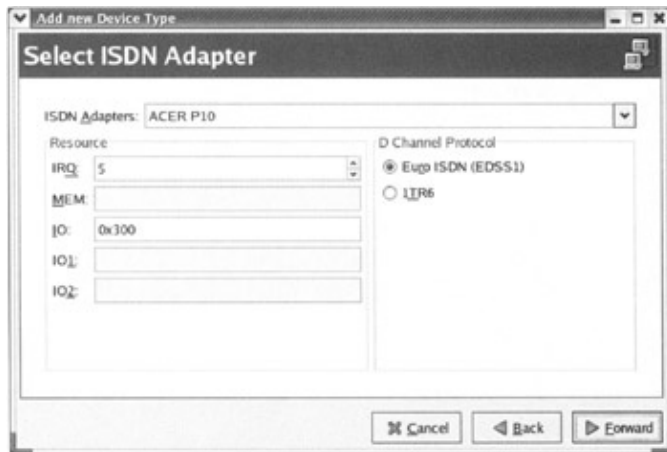 Add new Device Type
Select ISDN Adapter
ISDN Adapters: ACER P10
Resource
IRQ: 5
MEM:
IO: 0x300
IO1:
IO2:
D Channel Protocol
Euro ISDN (EDSS1)
1TR6
Cancel
Back
Forward